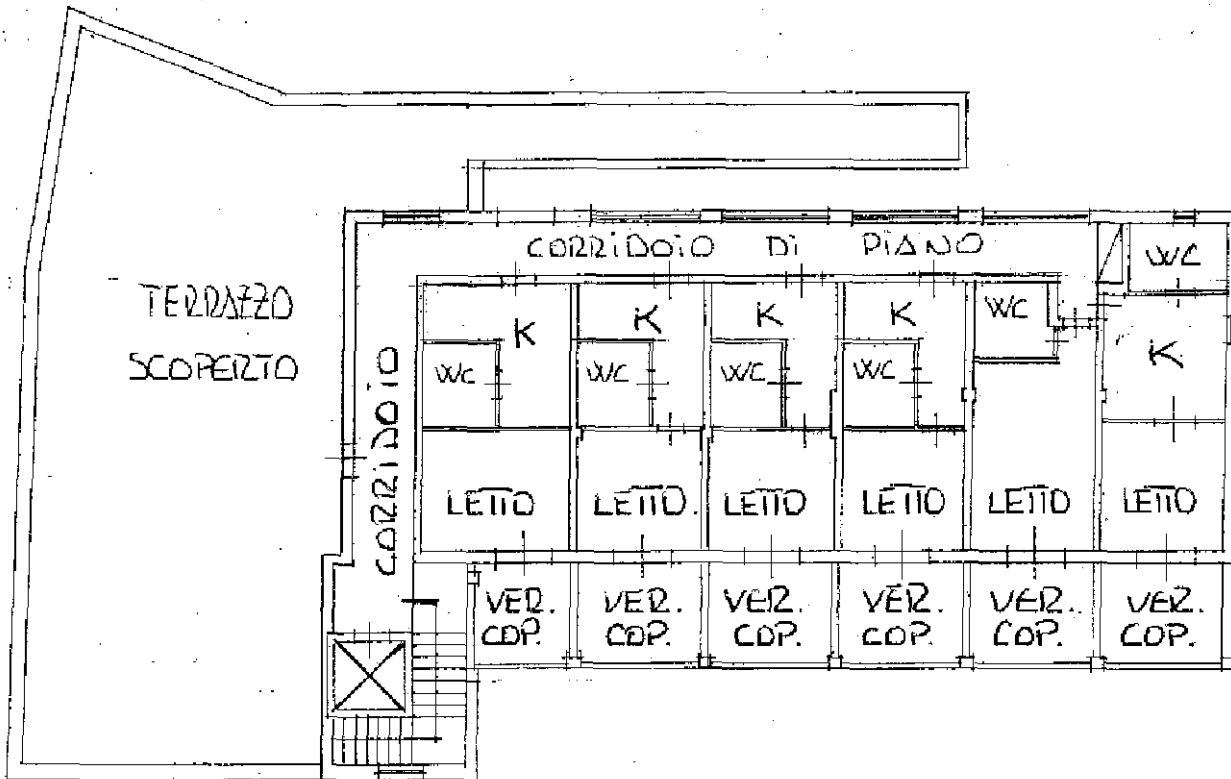 CORRIDOIO DI PIANO
WC
TERRAZZO
SCOPERTO
CORRIDOIO
K
K
K
K
WC
K
WC
WC
WC
WC
LETTO
LETTO
LETTO
LETTO
LETTO
LETTO
VER.
COP.
VER.
COP.
VER.
COP.
VER.
COP.
VER.
COP.
VER.
COP.